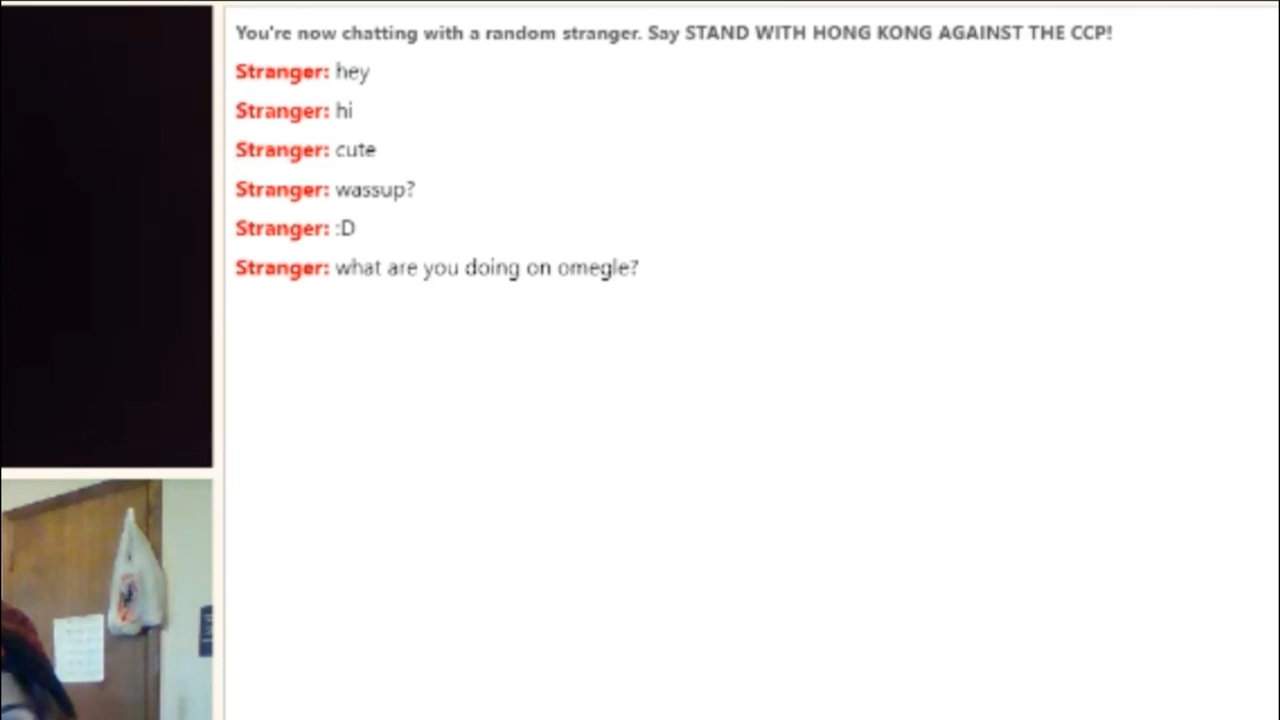 You're now chatting with a random stranger. Say STAND WITH HONG KONG AGAINST THE CCP!
Stranger: hey
Stranger: hi
Stranger: cute
Stranger: wassup?
Stranger: :D
Stranger: what are you doing on omegle?